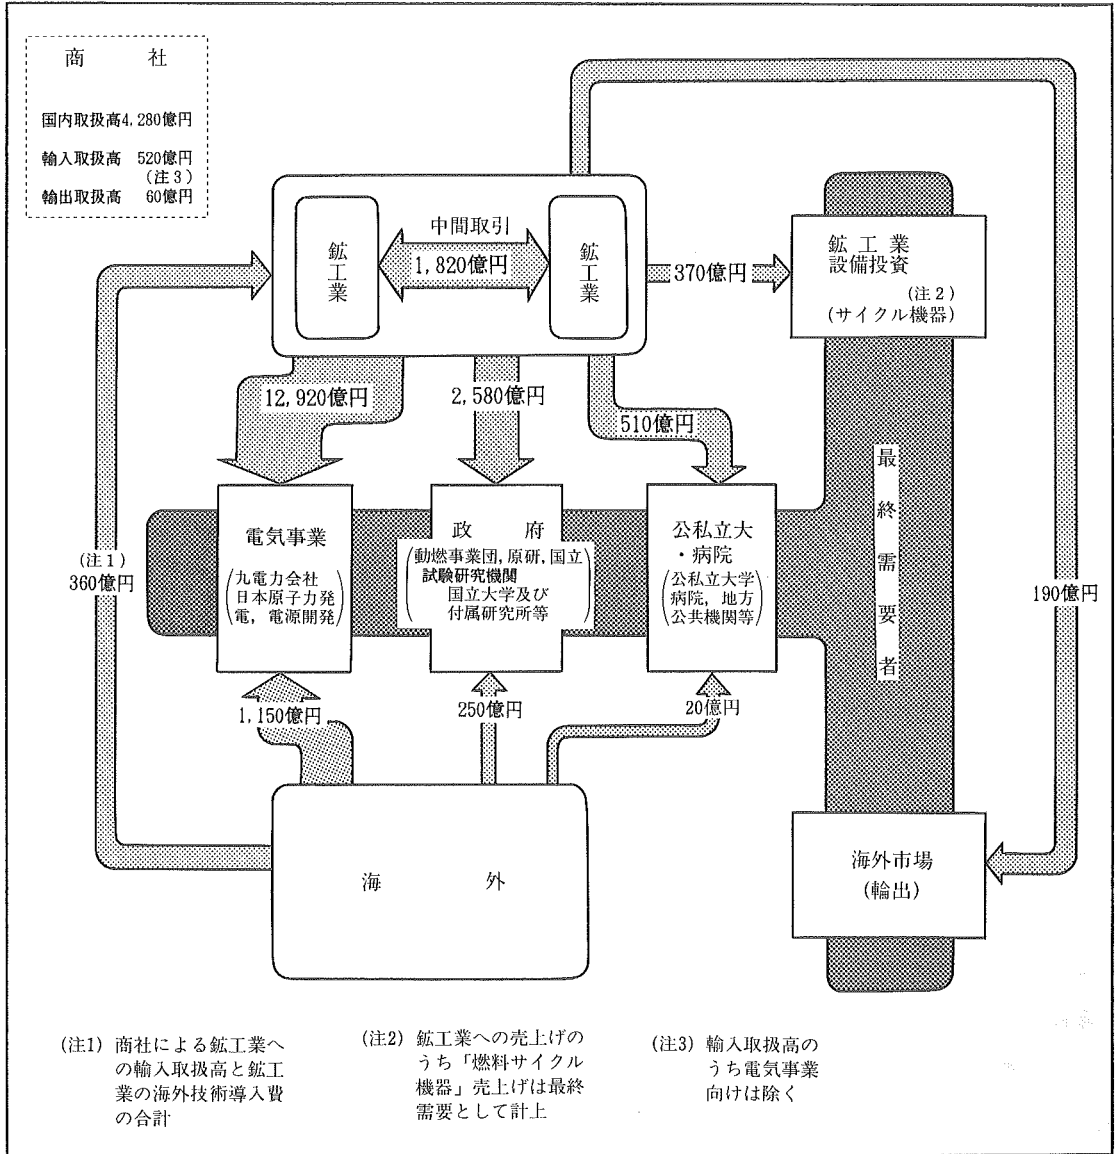 商　　社
国内取扱高4,280億円
輸入取扱高　520億円
(注3)
輸出取扱高　60億円
鉱工業
中間取引
1,820億円
鉱工業
370億円
鉱工業
設備投資
(注2)
(サイクル機器)
12,920億円
2,580億円
510億円
最終需要者
電気事業
(九電力会社
日本原子力発
電，電源開発)
政　　府
(動燃事業団，原研，国立
試験研究機関
国立大学及び
付属研究所等)
公私立大
・病院
(公私立大学
病院，地方
公共機関等)
(注1)
360億円
190億円
1,150億円
250億円
20億円
海　　外
海外市場
(輸出)
(注1) 商社による鉱工業へ
の輸入取扱高と鉱工
業の海外技術導入費
の合計
(注2) 鉱工業への売上げの
うち「燃料サイクル
機器」売上げは最終
需要として計上
(注3) 輸入取扱高の
うち電気事業
向けは除く